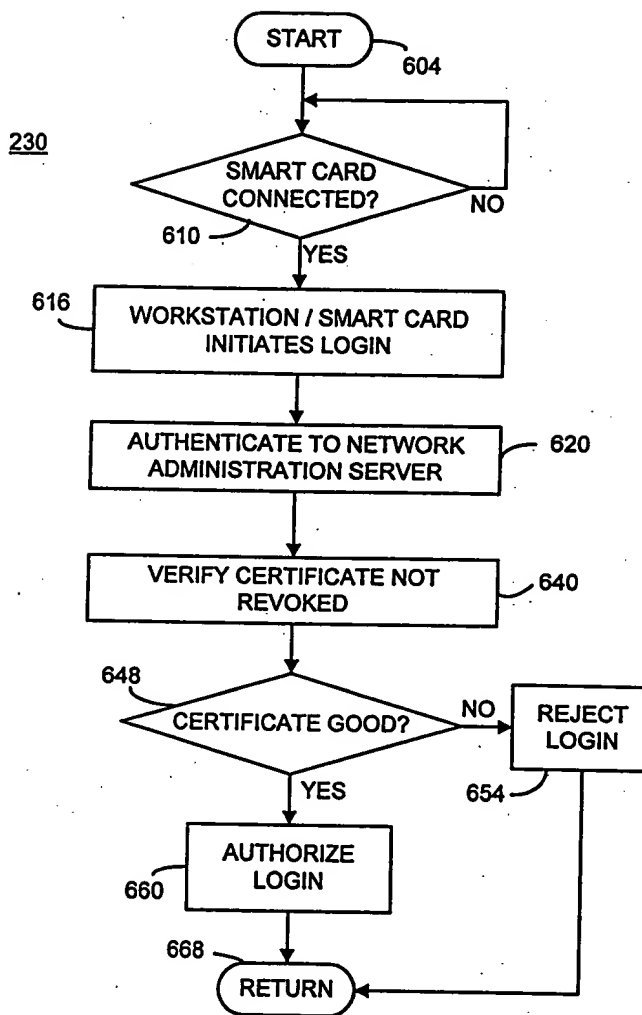 START
604
230
SMART CARD
CONNECTED?
NO
610
YES
616
WORKSTATION / SMART CARD
INITIATES LOGIN
AUTHENTICATE TO NETWORK
ADMINISTRATION SERVER
620
VERIFY CERTIFICATE NOT
REVOKED
640
648
CERTIFICATE GOOD?
NO
REJECT
LOGIN
654
YES
AUTHORIZE
LOGIN
660
668
RETURN